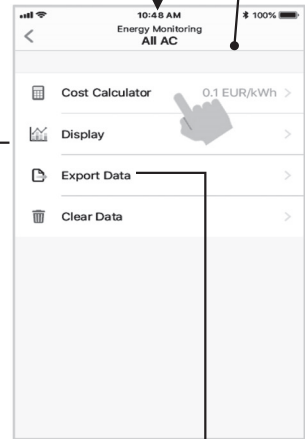 10:48 AM 100%
Energy Monitoring
All AC
Cost Calculator 0.1 EUR/kWh >
Display >
Export Data >
Clear Data >